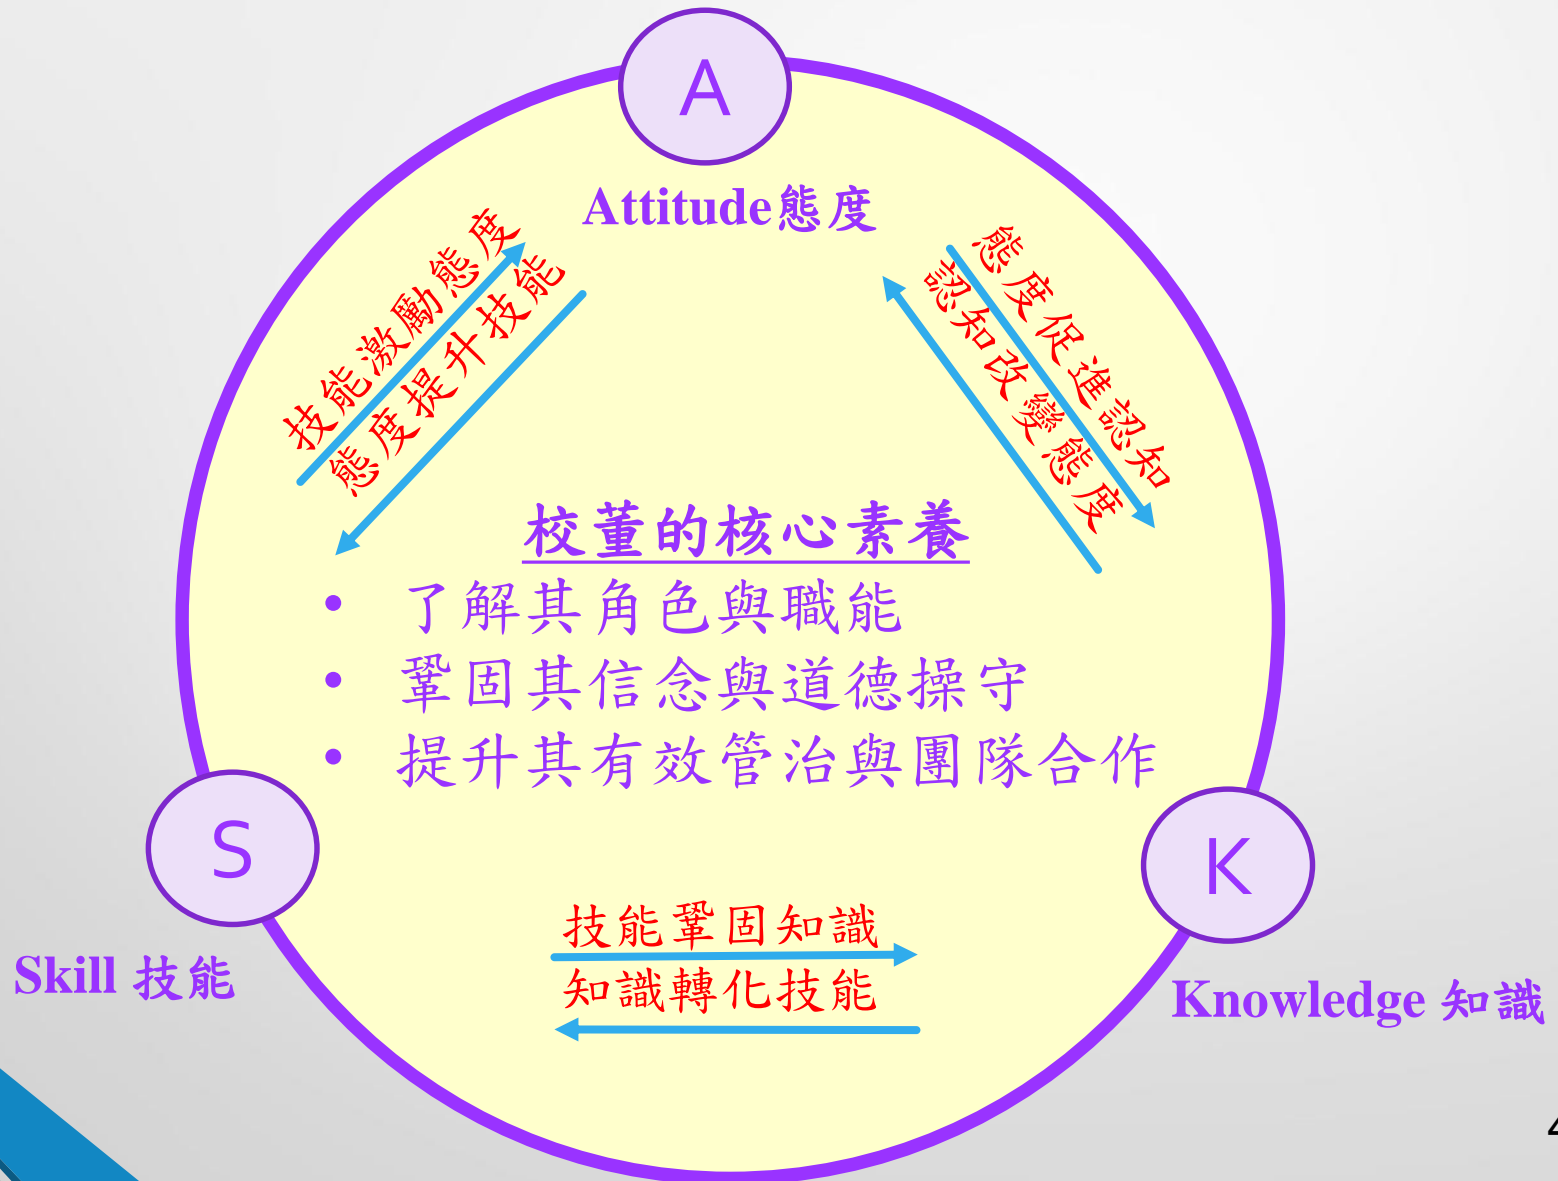 A
Attitude態度
技能激勵態度
態度提升技能
態度促進認知
認知改變態度
校董的核心素養
• 了解其角色與職能
• 鞏固其信念與道德操守
• 提升其有效管治與團隊合作
S
K
技能鞏固知識
知識轉化技能
Skill 技能
Knowledge 知識
4